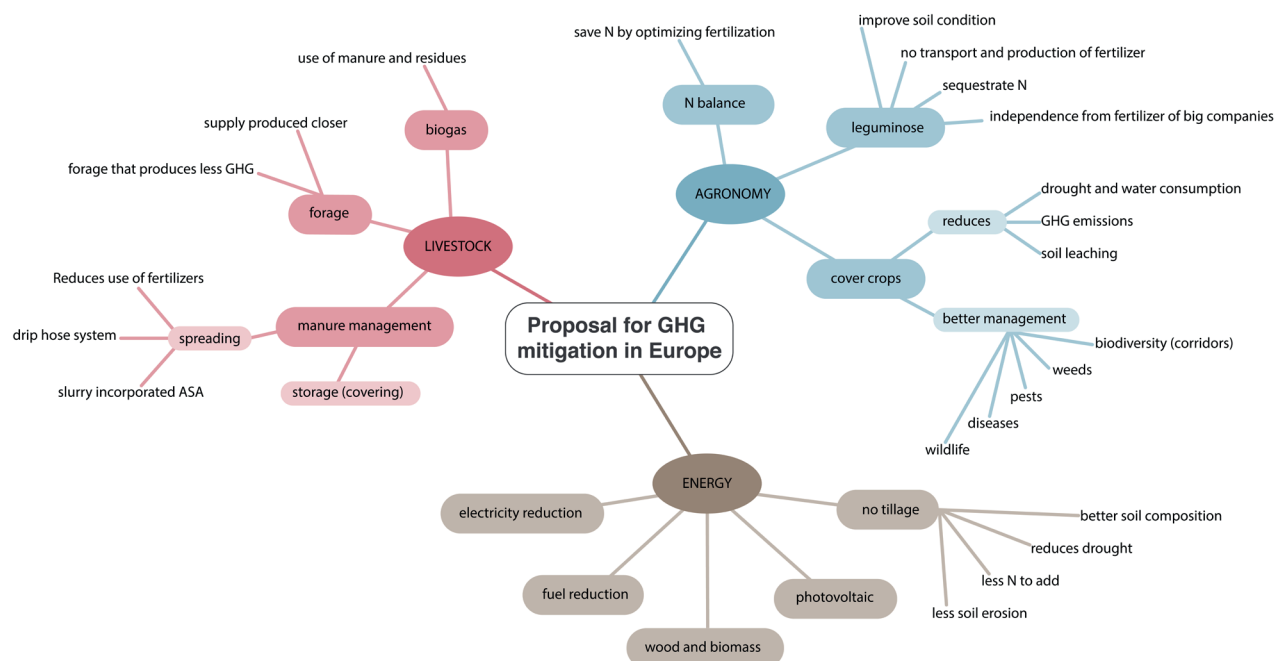 Proposal for GHG
mitigation in Europe
LIVESTOCK
biogas
use of manure and residues
forage
supply produced closer
forage that produces less GHG
manure management
spreading
Reduces use of fertilizers
drip hose system
slurry incorporated ASA
storage (covering)
AGRONOMY
N balance
save N by optimizing fertilization
leguminose
improve soil condition
no transport and production of fertilizer
sequestrate N
independence from fertilizer of big companies
cover crops
reduces
drought and water consumption
GHG emissions
soil leaching
better management
biodiversity (corridors)
weeds
pests
diseases
wildlife
ENERGY
electricity reduction
fuel reduction
wood and biomass
photovoltaic
no tillage
better soil composition
reduces drought
less N to add
less soil erosion